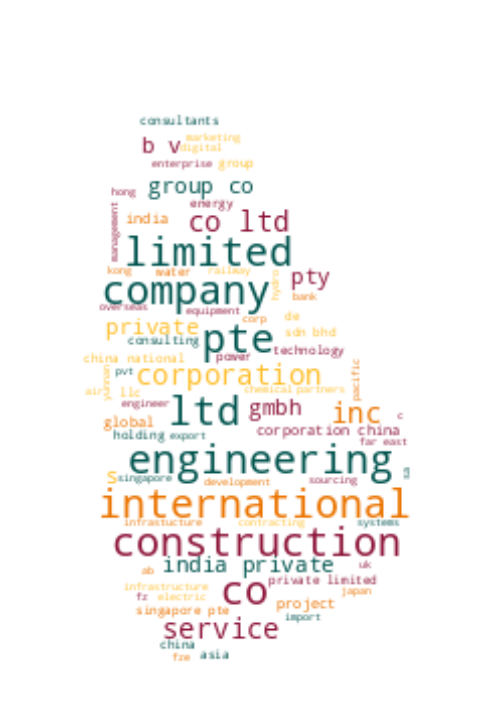 consultants
marketing
b v digital
enterprise group
hong group co
energy
management india co ltd
limited
kong water railway
company hydro pty
bank
overseas equipment
corp de
private sdn bhd
consulting pte
technology
china national power
pvt corporation
yunnan pacific
air llc chemical partners
engineer ltd gmbh inc c
global corporation china
holding export far east
engineering g
s singapore sourcing
development
international
infrastucture contracting systems
construction
india private uk
ab
co private limited
infrastructure japan
fz electric project
singapore pte import
service
china
fze asia